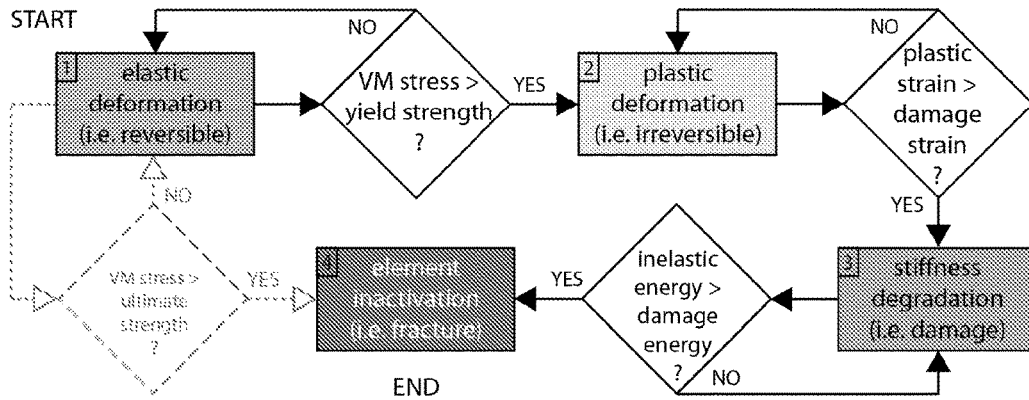 START
1
elastic
deformation
(i.e. reversible)
NO
VM stress >
yield strength
?
YES
2
plastic
deformation
(i.e. irreversible)
NO
plastic
strain >
damage
strain
?
YES
3
stiffness
degradation
(i.e. damage)
inelastic
energy >
damage
energy
?
NO
YES
4
element
inactivation
(i.e. fracture)
END
NO
VM stress >
ultimate
strength
?
YES